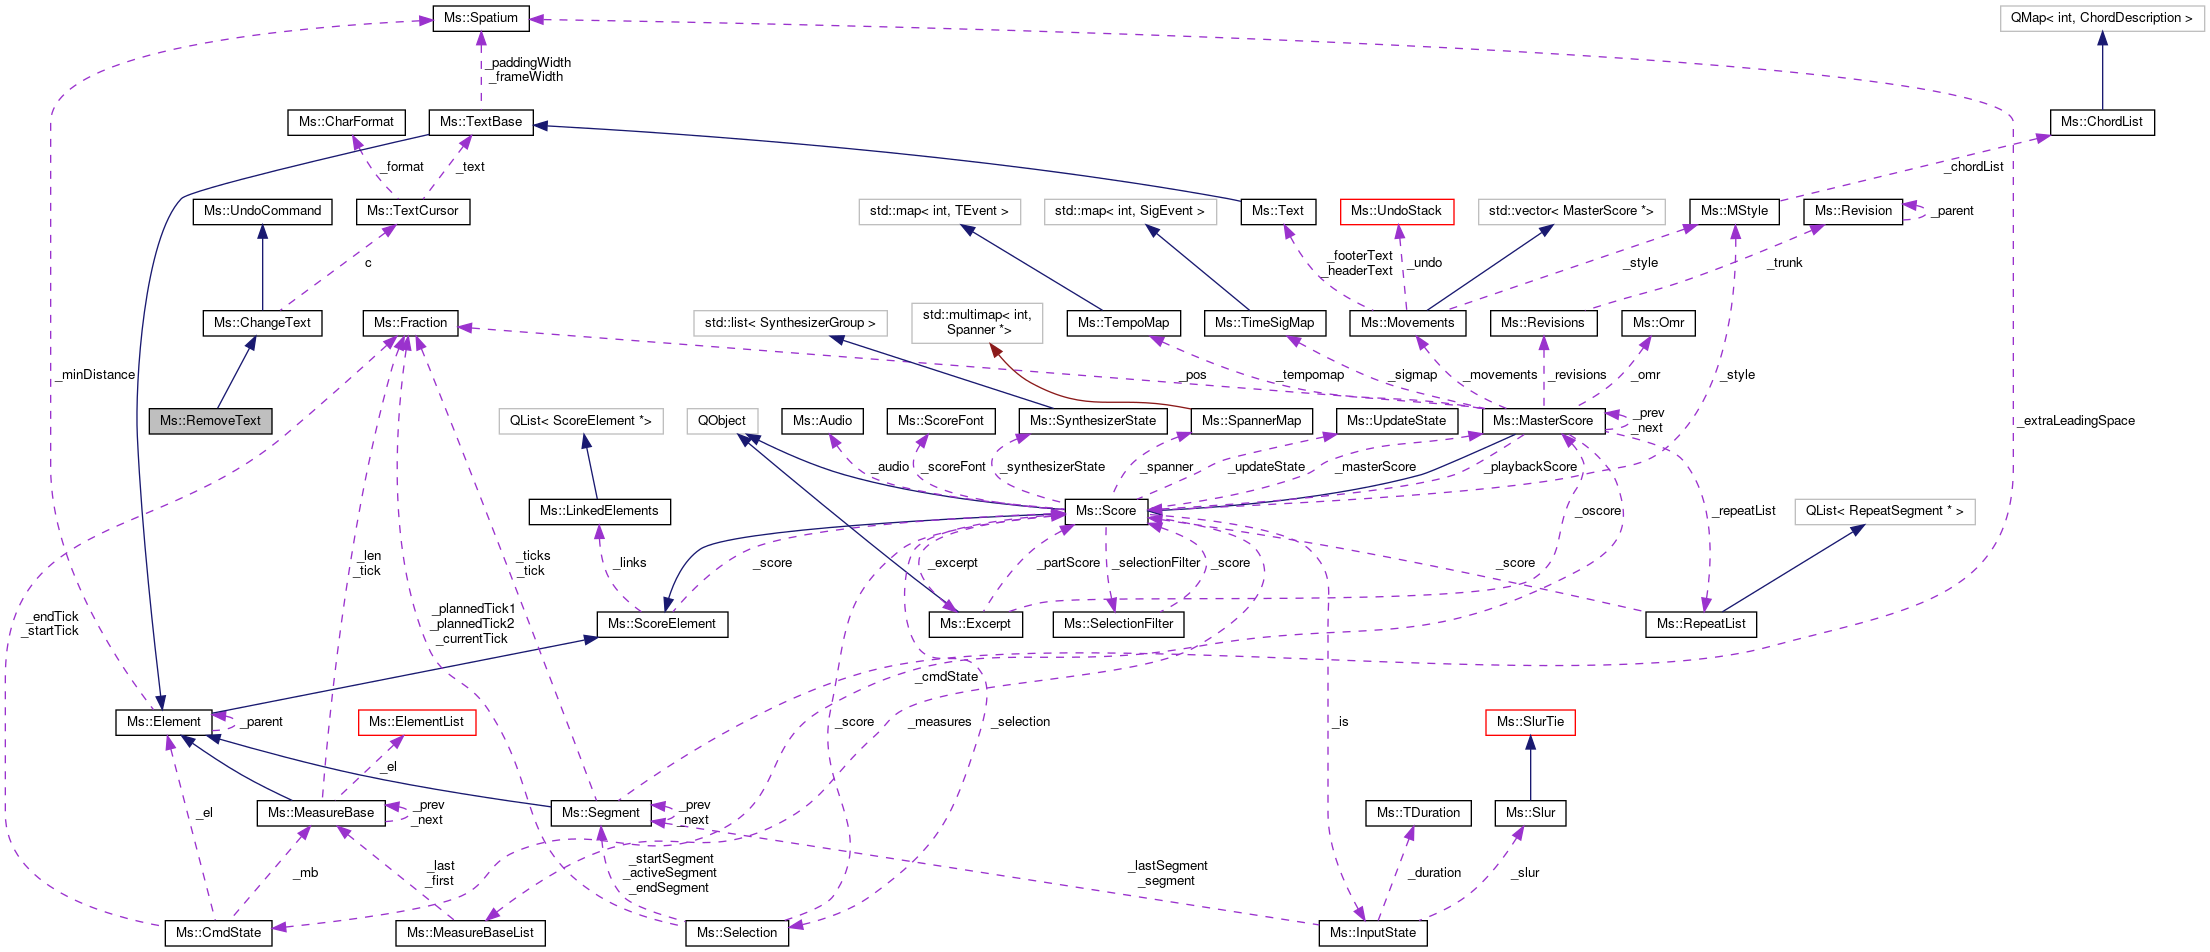 Ms::Spatium
QMap< int, ChordDescription >
_paddingWidth
_frameWidth
Ms::CharFormat
Ms::TextBase
Ms::ChordList
_format
_text
_chordList
Ms::UndoCommand
Ms::TextCursor
std::map< int, TEvent >
std::map< int, SigEvent >
Ms::Text
Ms::UndoStack
std::vector< MasterScore *>
Ms::MStyle
Ms::Revision
_parent
c
_footerText
_headerText
_undo
_style
_trunk
Ms::ChangeText
Ms::Fraction
std::list< SynthesizerGroup >
std::multimap< int,
Spanner *>
Ms::TempoMap
Ms::TimeSigMap
Ms::Movements
Ms::Revisions
Ms::Omr
_minDistance
_pos
_tempomap
_sigmap
_movements
_revisions
_omr
_style
Ms::RemoveText
QList< ScoreElement *>
QObject
Ms::Audio
Ms::ScoreFont
Ms::SynthesizerState
Ms::SpannerMap
Ms::UpdateState
Ms::MasterScore
_prev
_next
_extraLeadingSpace
_audio
_scoreFont
_synthesizerState
_spanner
_updateState
_masterScore
_playbackScore
Ms::LinkedElements
Ms::Score
_oscore
_repeatList
QList< RepeatSegment * >
_len
_tick
_ticks
_tick
_links
_score
_excerpt
_partScore
_selectionFilter
_score
_score
_endTick
_startTick
_plannedTick1
_plannedTick2
_currentTick
Ms::ScoreElement
Ms::Excerpt
Ms::SelectionFilter
Ms::RepeatList
_cmdState
Ms::Element
_parent
Ms::ElementList
_score
_measures
_selection
_is
Ms::SlurTie
_el
_el
Ms::MeasureBase
_prev
_next
Ms::Segment
_prev
_next
Ms::TDuration
Ms::Slur
_mb
_last
_first
_startSegment
_activeSegment
_endSegment
_lastSegment
_segment
_duration
_slur
Ms::CmdState
Ms::MeasureBaseList
Ms::Selection
Ms::InputState